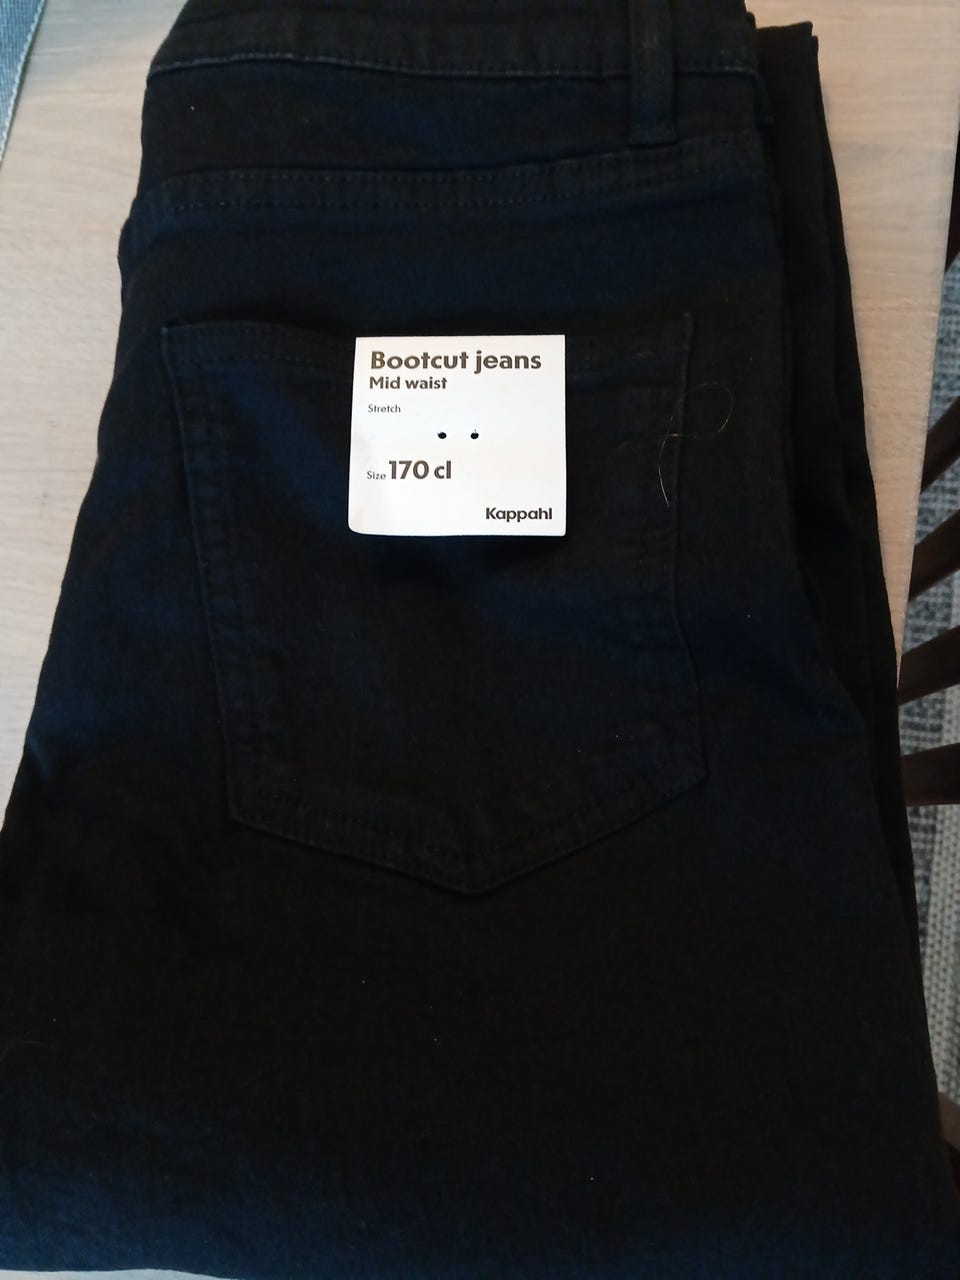 Bootcut jeans
Mid waist
Stretch
Size 170 cl
Kappahl